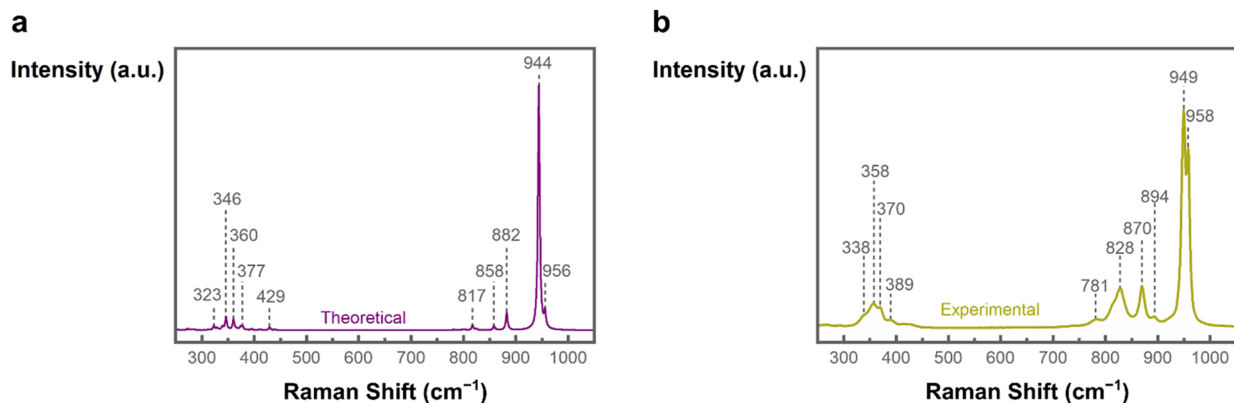 a
Intensity (a.u.)
944
346
360
377
323
429
817
858
882
956
Theoretical
300 400 500 600 700 800 900 1000
Raman Shift (cm⁻¹)
b
Intensity (a.u.)
949
958
358
370
338
389
894
870
828
781
Experimental
300 400 500 600 700 800 900 1000
Raman Shift (cm⁻¹)